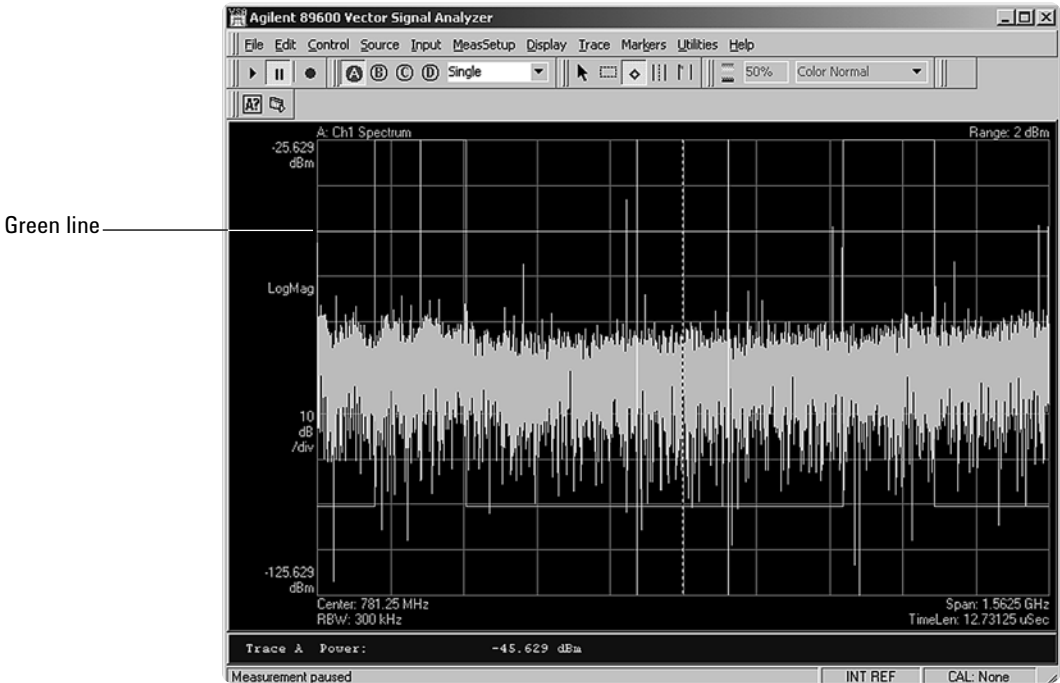 Agilent 89600 Vector Signal Analyzer
File Edit Control Source Input MeasSetup Display Trace Markers Utilities Help
A B C D Single 50% Color Normal
A?
A: Ch1 Spectrum Range: 2 dBm
-25.629
dBm
Green line
LogMag
10
dB
/div
-125.629
dBm
Center: 781.25 MHz Span: 1.5625 GHz
RBW: 300 kHz TimeLen: 12.73125 uSec
Trace A Power: -45.629 dBm
Measurement paused INT REF CAL: None